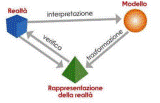 Realtà
Modello
interpretazione
verifica
trasformazione
Rappresentazione
della realtà